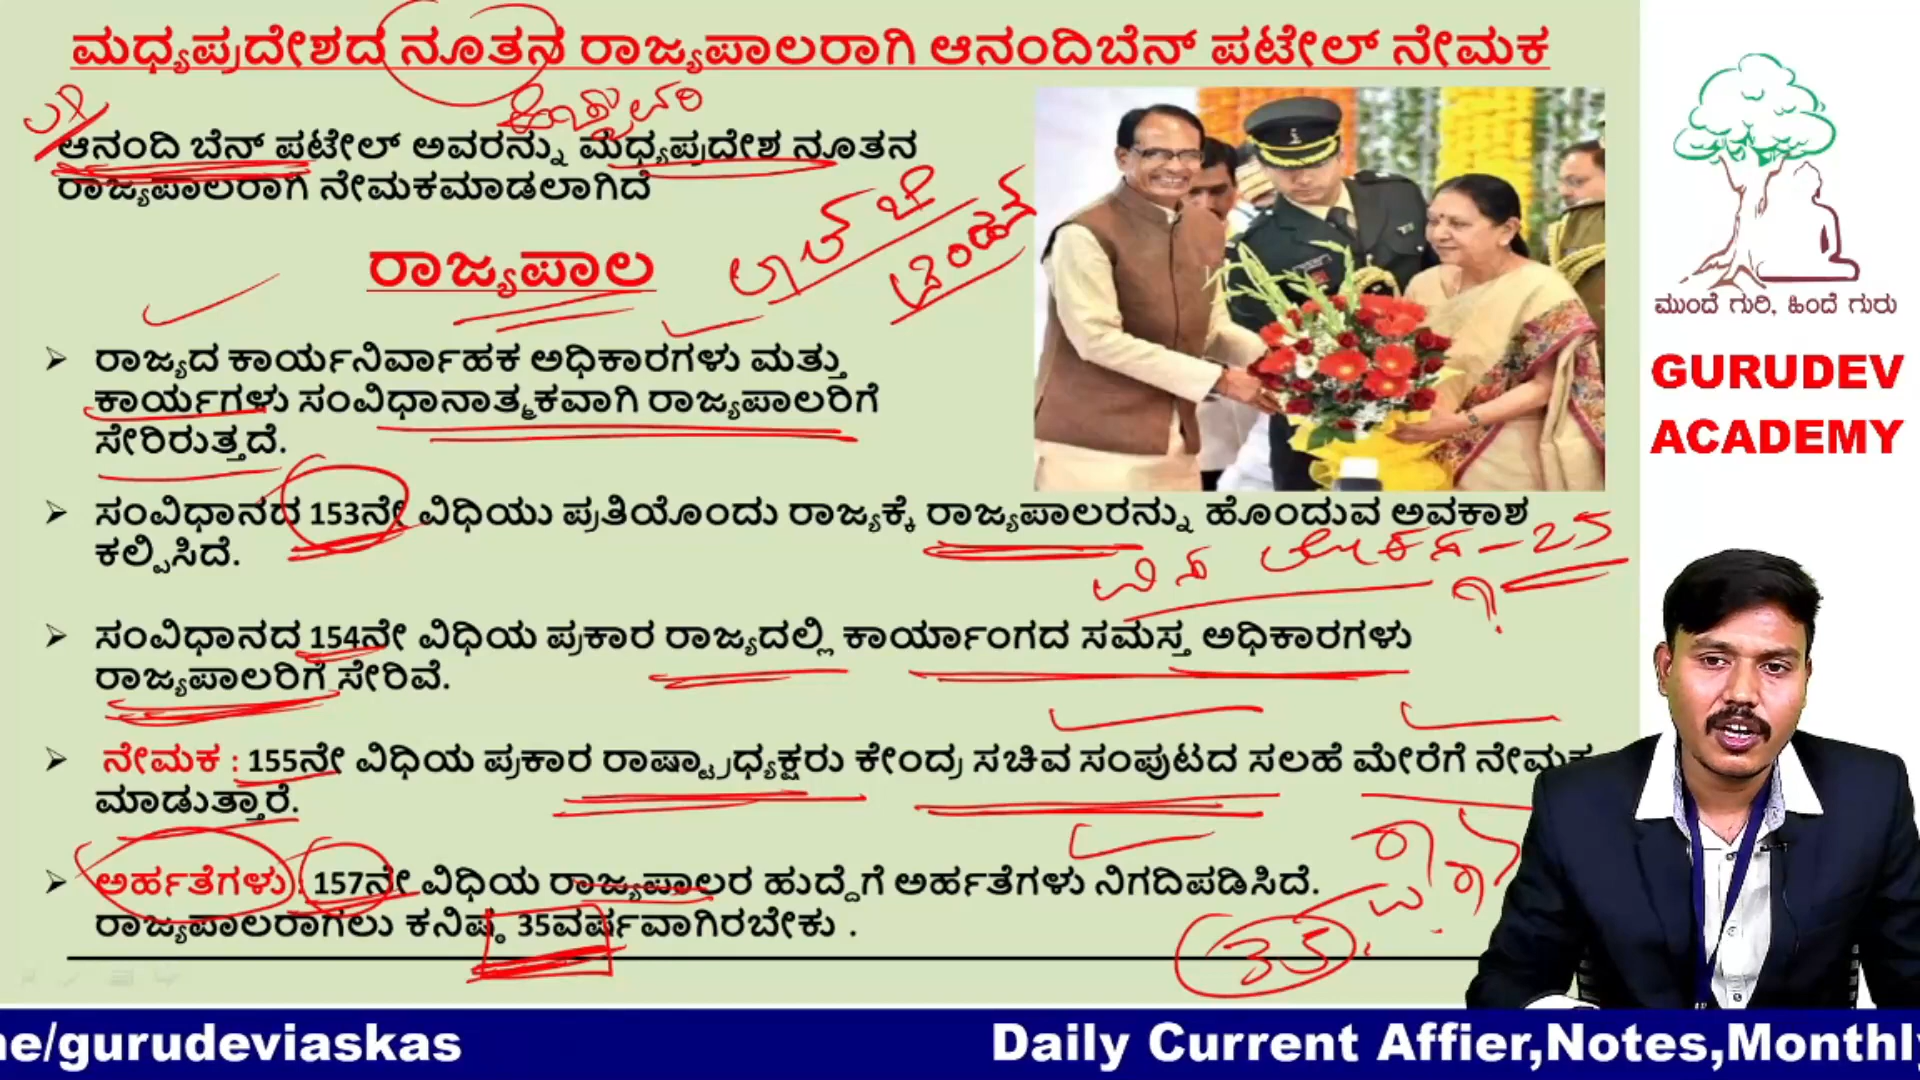 ಮಧ್ಯಪ್ರದೇಶದ ನೂತನ ರಾಜ್ಯಪಾಲರಾಗಿ ಆನಂದಿಬೆನ್ ಪಟೇಲ್ ನೇಮಕ
ಆನಂದಿ ಬೆನ್ ಪಟೇಲ್ ಅವರನ್ನು ಮಧ್ಯಪ್ರದೇಶ ನೂತನ
ರಾಜ್ಯಪಾಲರಾಗಿ ನೇಮಕಮಾಡಲಾಗಿದೆ
ರಾಜ್ಯಪಾಲ
ರಾಜ್ಯದ ಕಾರ್ಯನಿರ್ವಾಹಕ ಅಧಿಕಾರಗಳು ಮತ್ತು
ಕಾರ್ಯಗಳು ಸಂವಿಧಾನಾತ್ಮಕವಾಗಿ ರಾಜ್ಯಪಾಲರಿಗೆ
ಸೇರಿರುತ್ತದೆ.
ಸಂವಿಧಾನದ 153ನೇ ವಿಧಿಯು ಪ್ರತಿಯೊಂದು ರಾಜ್ಯಕ್ಕೆ ರಾಜ್ಯಪಾಲರನ್ನು ಹೊಂದುವ ಅವಕಾಶ
ಕಲ್ಪಿಸಿದೆ.
25
ಸಂವಿಧಾನದ 154ನೇ ವಿಧಿಯ ಪ್ರಕಾರ ರಾಜ್ಯದಲ್ಲಿ ಕಾರ್ಯಾಂಗದ ಸಮಸ್ತ ಅಧಿಕಾರಗಳು
ರಾಜ್ಯಪಾಲರಿಗೆ ಸೇರಿವೆ.
ನೇಮಕ : 155ನೇ ವಿಧಿಯ ಪ್ರಕಾರ ರಾಷ್ಟ್ರಾಧ್ಯಕ್ಷರು ಕೇಂದ್ರ ಸಚಿವ ಸಂಪುಟದ ಸಲಹೆ ಮೇರೆಗೆ ನೇಮಕ
ಮಾಡುತ್ತಾರೆ.
ಅರ್ಹತೆಗಳು : 157ನೇ ವಿಧಿಯ ರಾಜ್ಯಪಾಲರ ಹುದ್ದೆಗೆ ಅರ್ಹತೆಗಳು ನಿಗದಿಪಡಿಸಿದೆ.
ರಾಜ್ಯಪಾಲರಾಗಲು ಕನಿಷ್ಠ 35ವರ್ಷವಾಗಿರಬೇಕು .
35
ಮುಂದೆ ಗುರಿ, ಹಿಂದೆ ಗುರು
GURUDEV
ACADEMY
ne/gurudeviaskas Daily Current Affier,Notes,Monthly